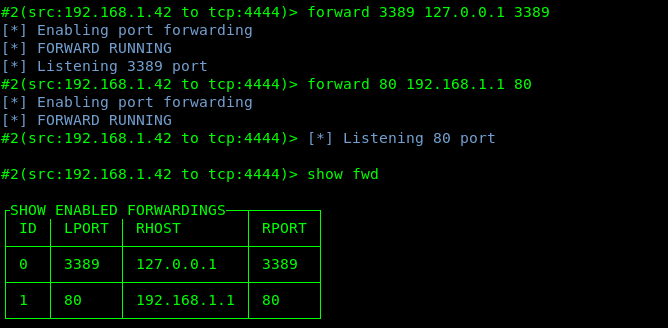 #2(src:192.168.1.42 to tcp:4444)> forward 3389 127.0.0.1 3389
[*] Enabling port forwarding
[*] FORWARD RUNNING
[*] Listening 3389 port
#2(src:192.168.1.42 to tcp:4444)> forward 80 192.168.1.1 80
[*] Enabling port forwarding
[*] FORWARD RUNNING
#2(src:192.168.1.42 to tcp:4444)> [*] Listening 80 port
#2(src:192.168.1.42 to tcp:4444)> show fwd
SHOW ENABLED FORWARDINGS
ID LPORT RHOST RPORT
0 3389 127.0.0.1 3389
1 80 192.168.1.1 80